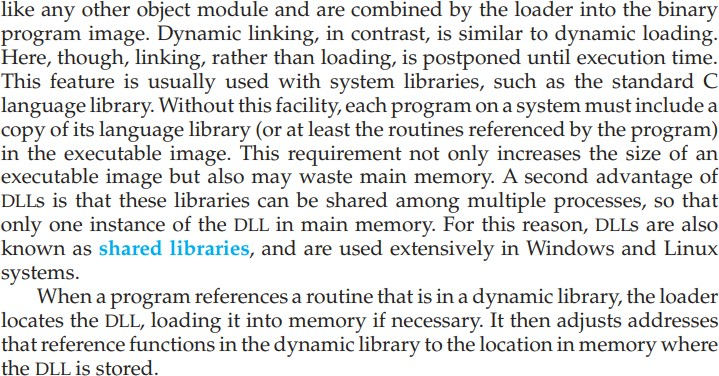 like any other object module and are combined by the loader into the binary
program image. Dynamic linking, in contrast, is similar to dynamic loading.
Here, though, linking, rather than loading, is postponed until execution time.
This feature is usually used with system libraries, such as the standard C
language library. Without this facility, each program on a system must include a
copy of its language library (or at least the routines referenced by the program)
in the executable image. This requirement not only increases the size of an
executable image but also may waste main memory. A second advantage of
DLLs is that these libraries can be shared among multiple processes, so that
only one instance of the DLL in main memory. For this reason, DLLs are also
known as shared libraries, and are used extensively in Windows and Linux
systems.
When a program references a routine that is in a dynamic library, the loader
locates the DLL, loading it into memory if necessary. It then adjusts addresses
that reference functions in the dynamic library to the location in memory where
the DLL is stored.